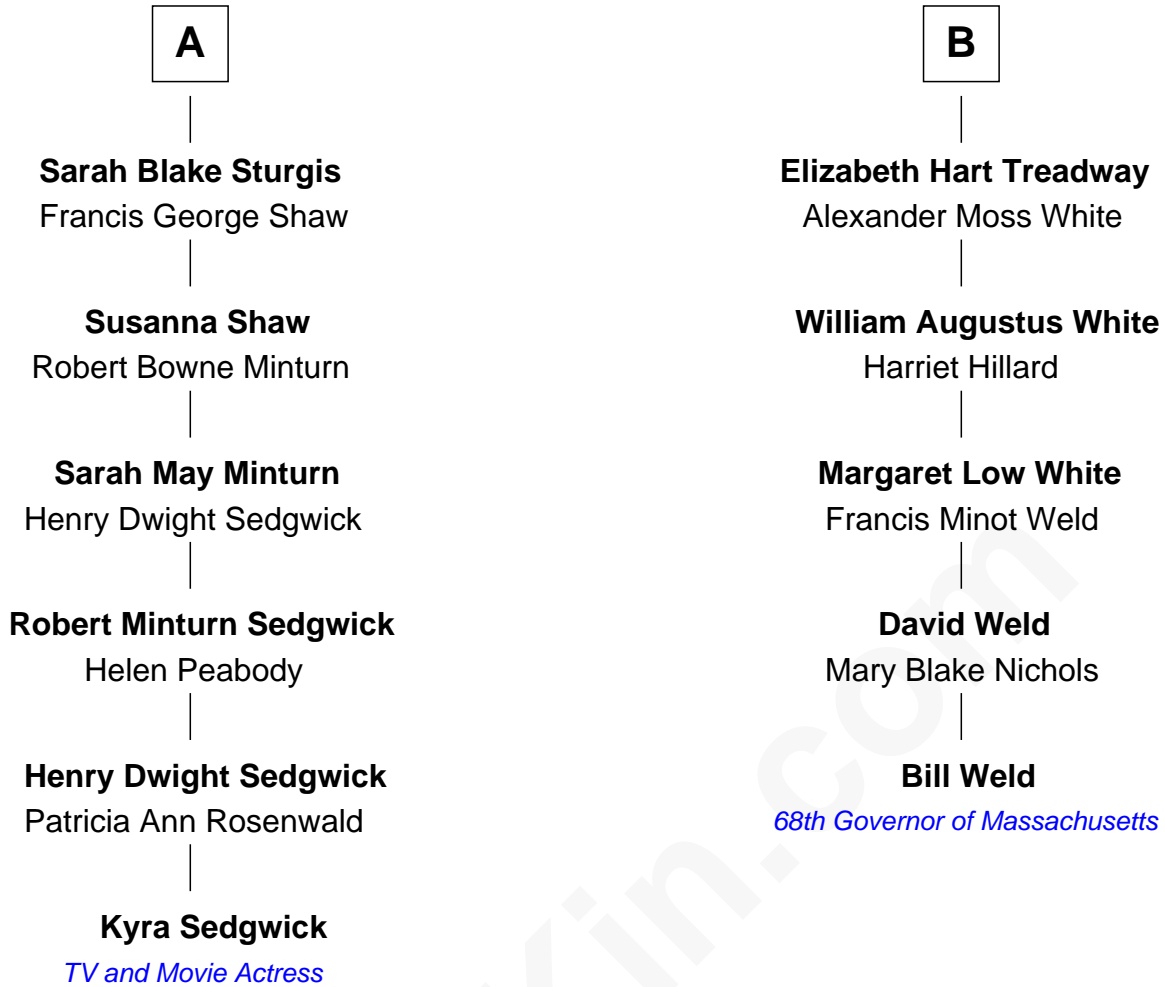 A
Sarah Blake Sturgis
Francis George Shaw
Susanna Shaw
Robert Bowne Minturn
Sarah May Minturn
Henry Dwight Sedgwick
Robert Minturn Sedgwick
Helen Peabody
Henry Dwight Sedgwick
Patricia Ann Rosenwald
Kyra Sedgwick
TV and Movie Actress
B
Elizabeth Hart Treadway
Alexander Moss White
William Augustus White
Harriet Hillard
Margaret Low White
Francis Minot Weld
David Weld
Mary Blake Nichols
Bill Weld
68th Governor of Massachusetts